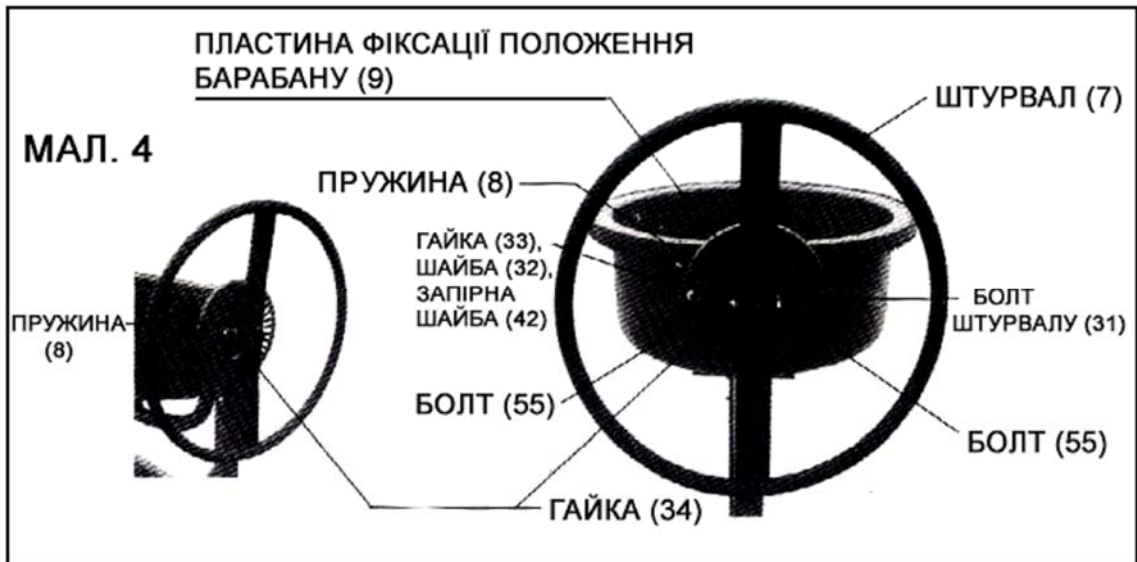 ПЛАСТИНА ФІКСАЦІЇ ПОЛОЖЕННЯ
БАРАБАНУ (9)
ШТУРВАЛ (7)
МАЛ. 4
ПРУЖИНА (8)
ГАЙКА (33),
ШАЙБА (32),
ЗАПІРНА
ШАЙБА (42)
БОЛТ
ШТУРВАЛУ (31)
ПРУЖИНА
(8)
БОЛТ (55)
БОЛТ (55)
ГАЙКА (34)